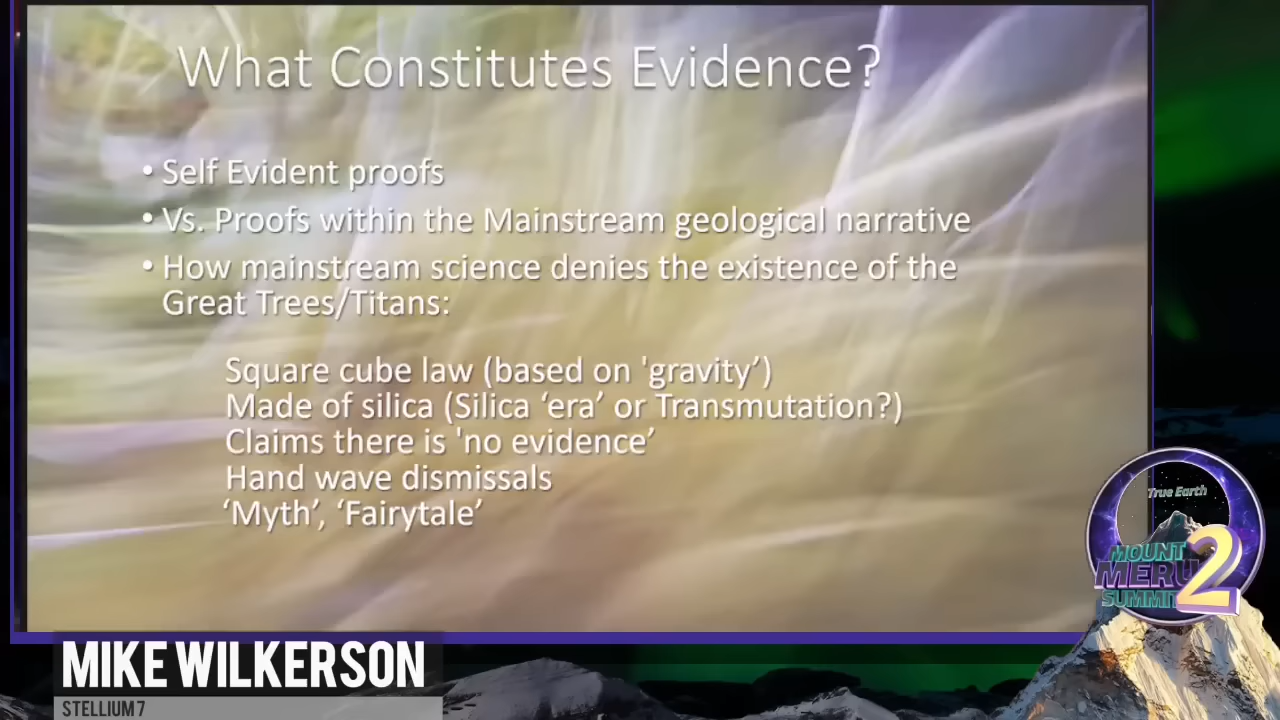 What Constitutes Evidence?
• Self Evident proofs
• Vs. Proofs within the Mainstream geological narrative
• How mainstream science denies the existence of the
Great Trees/Titans:
Square cube law (based on 'gravity’)
Made of silica (Silica ‘era’ or Transmutation?)
Claims there is 'no evidence’
Hand wave dismissals
‘Myth’, ‘Fairytale’
True Earth
MOUNT
MERU
SUMMIT
2
MIKE WILKERSON
STELLIUM 7